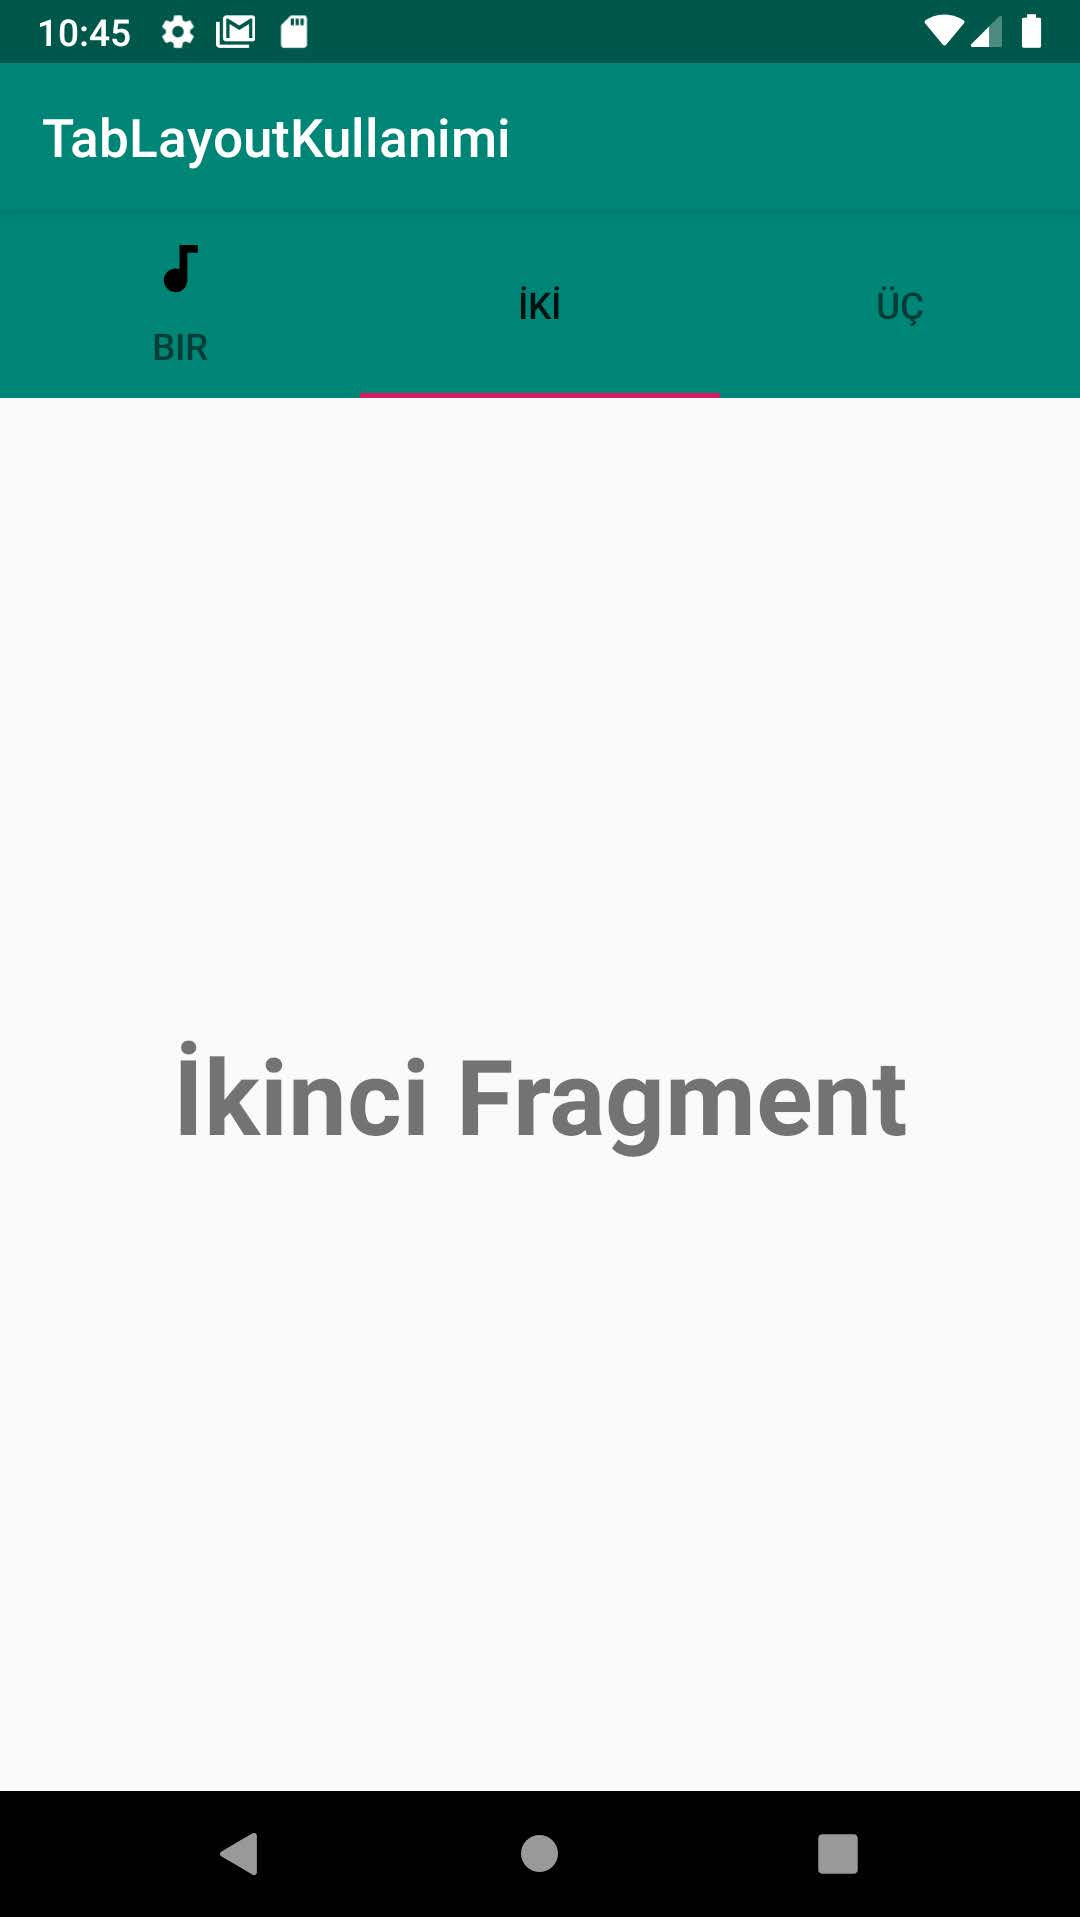 10:45
TabLayoutKullanimi
BIR
İKİ
ÜÇ
İkinci Fragment